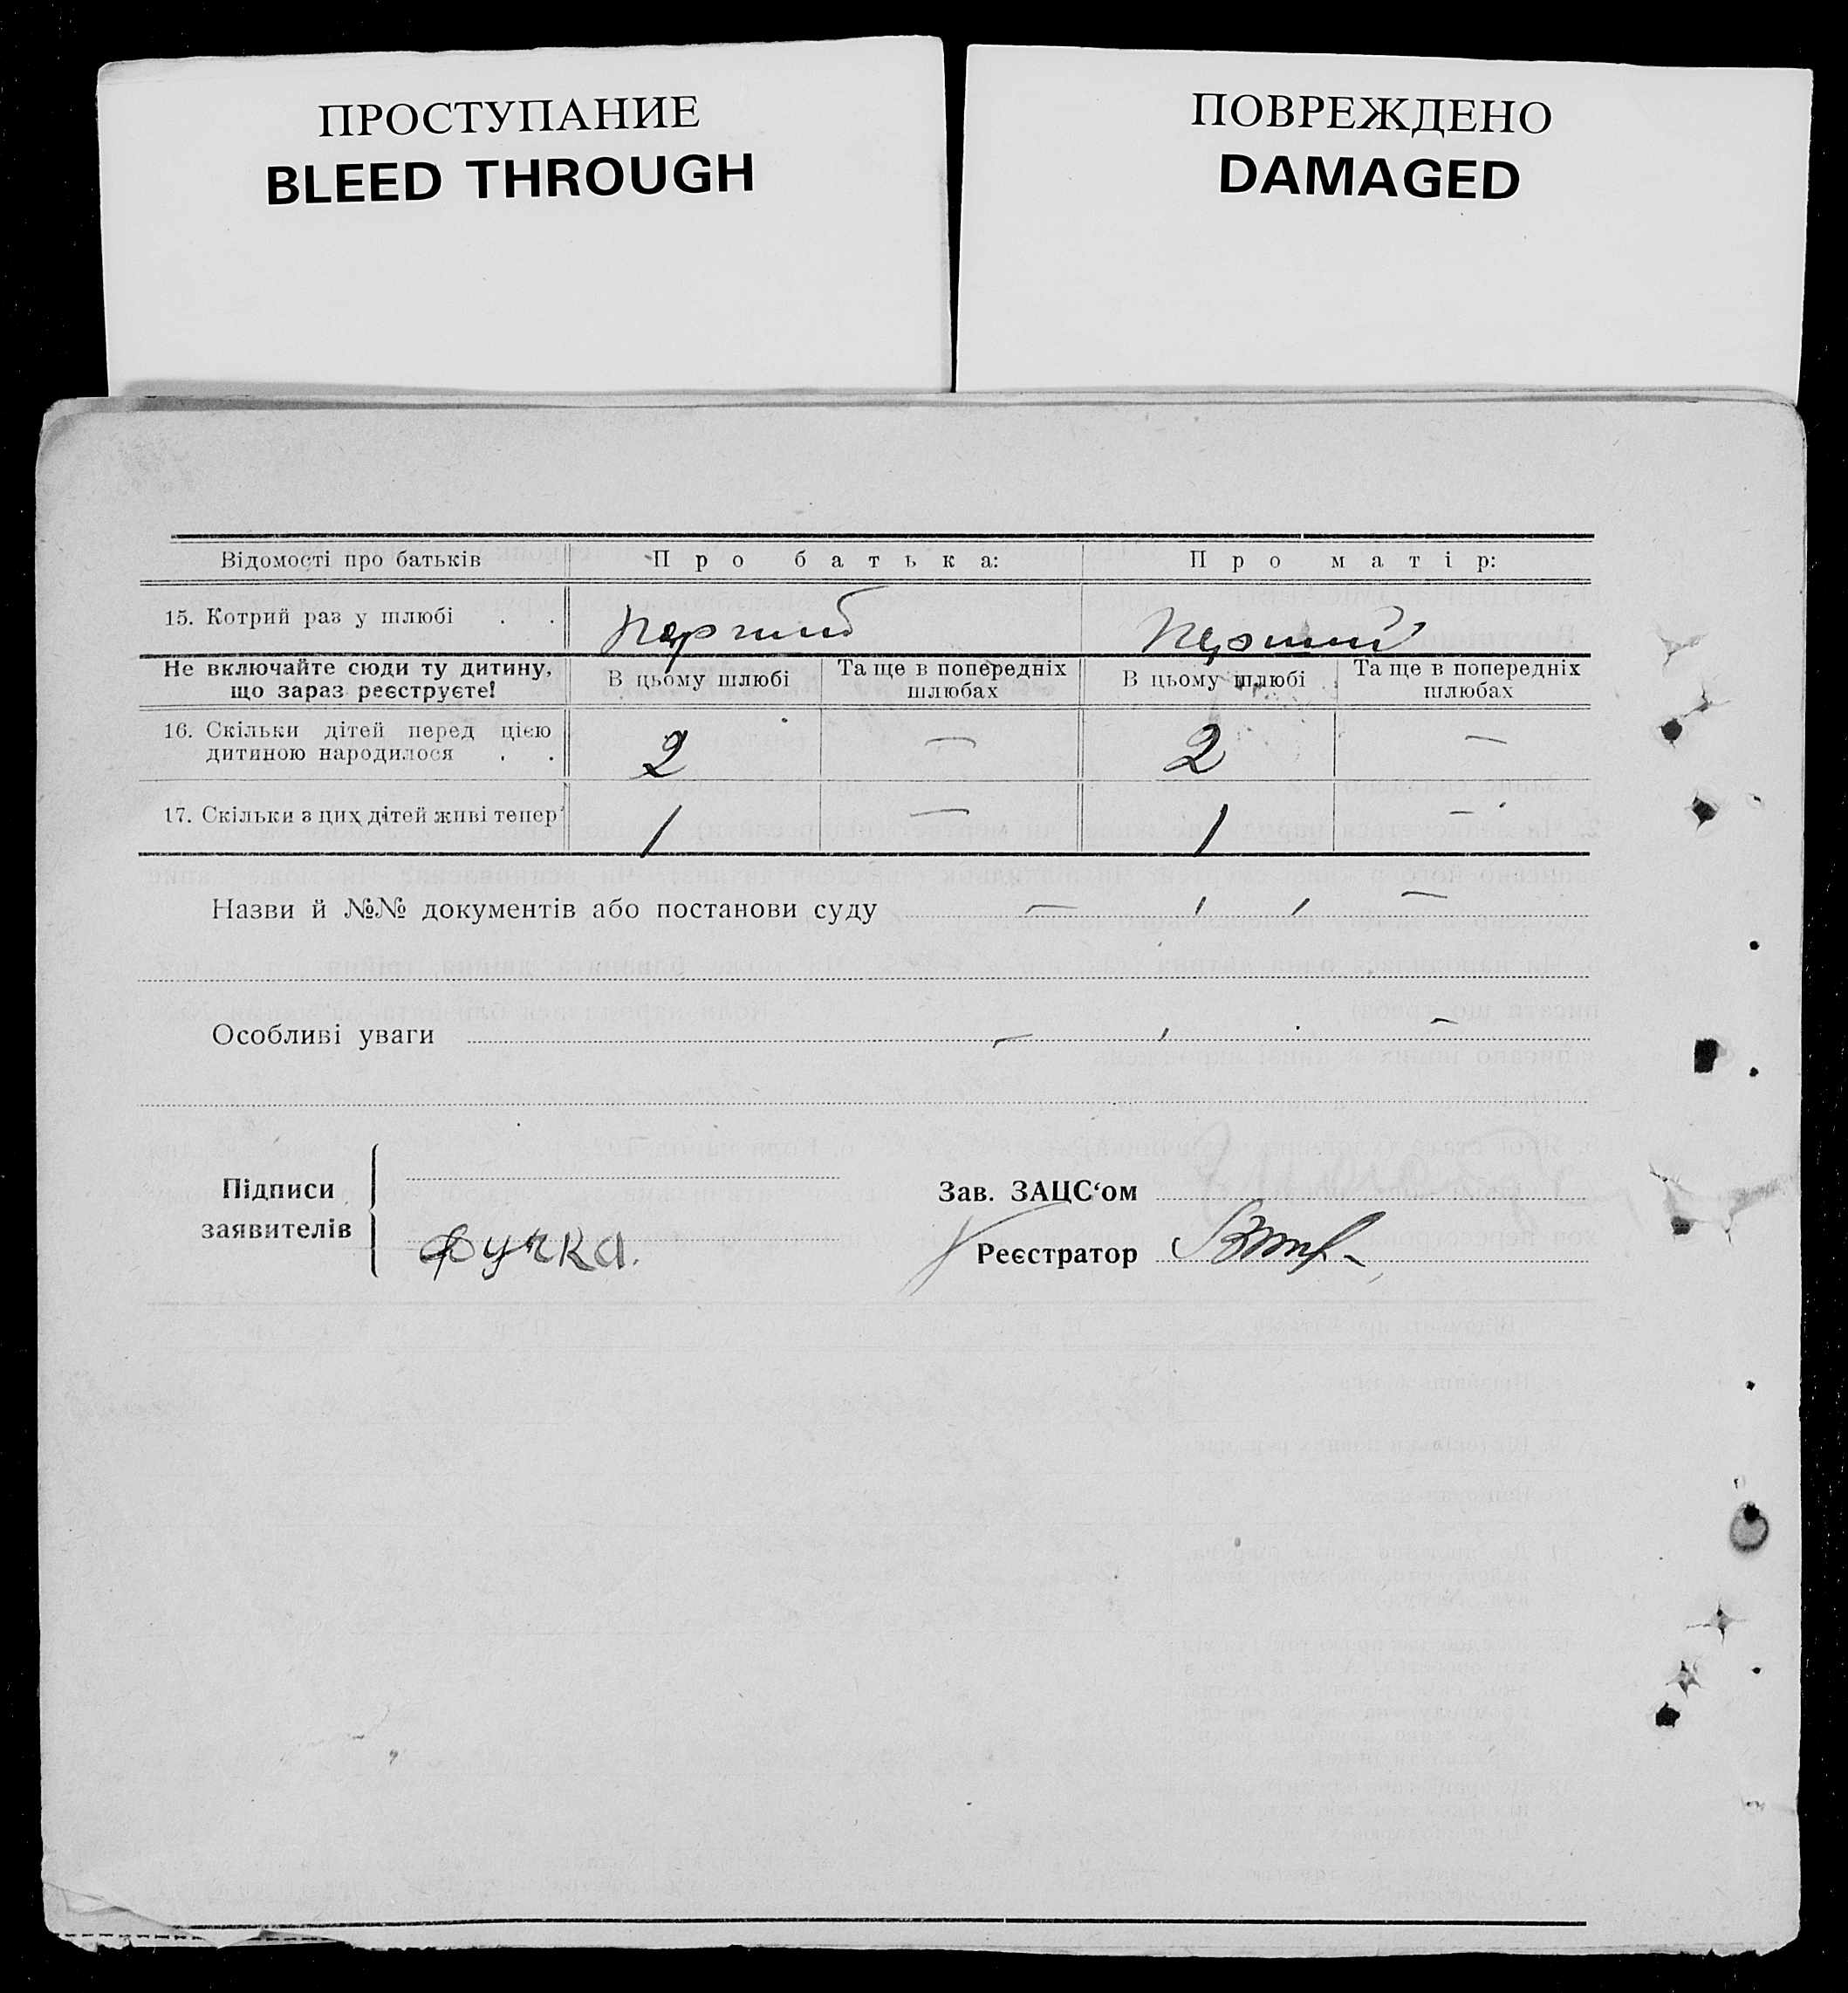 ПРОСТУПАНИЕ
BLEED THROUGH
ПОВРЕЖДЕНО
DAMAGED
Відомості про батьків Про батька: Про матір:
15. Котрий раз у шлюбі . . перший перший
Не включайте сюди ту дитину, що зараз реєструєте! В цьому шлюбі Та ще в попередніх шлюбах В цьому шлюбі Та ще в попередніх шлюбах
16. Скільки дітей перед цією
дитиною народилося . . 2 — 2 —
17. Скільки з цих дітей живі тепер 1 — 1 —
Назви й №№ документів або постанови суду — , , —
Особливі уваги — , . —
Підписи
заявителів
Фучка.
Зав. ЗАЦС‘ом
Реєстратор